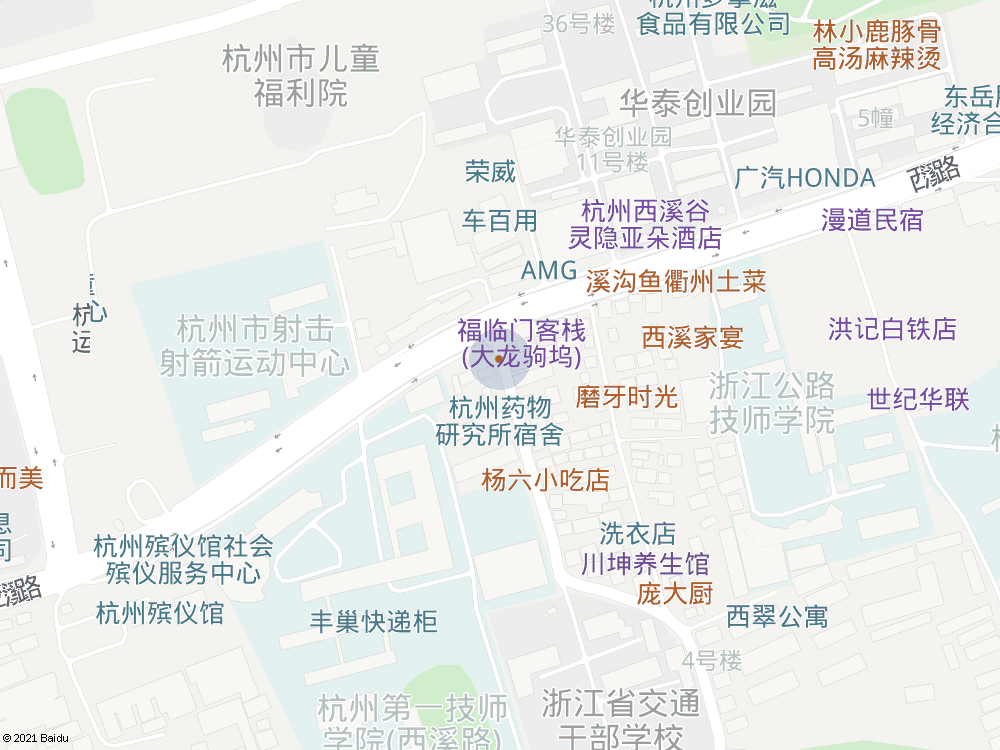 36号楼
食品有限公司
林小鹿豚骨
高汤麻辣烫
杭州市儿童
福利院
华泰创业园
5幢
经济合
华泰创业园
11号楼
荣威
广汽HONDA
西溪路
车百用
杭州西溪谷
灵隐亚朵酒店
漫道民宿
AMG
溪沟鱼衢州土菜
心
杭
运
杭州市射击
射箭运动中心
福临门客栈
(大龙驹坞)
西溪家宴
洪记白铁店
磨牙时光
浙江公路
技师学院
世纪华联
杭州药物
研究所宿舍
而美
杨六小吃店
洗衣店
川坤养生馆
庞大厨
杭州殡仪馆社会
殡仪服务中心
司
溪路
杭州殡仪馆
丰巢快递柜
西翠公寓
4号楼
杭州第一技师
学院(西溪路)
浙江省交通
干部学校
© 2021 Baidu